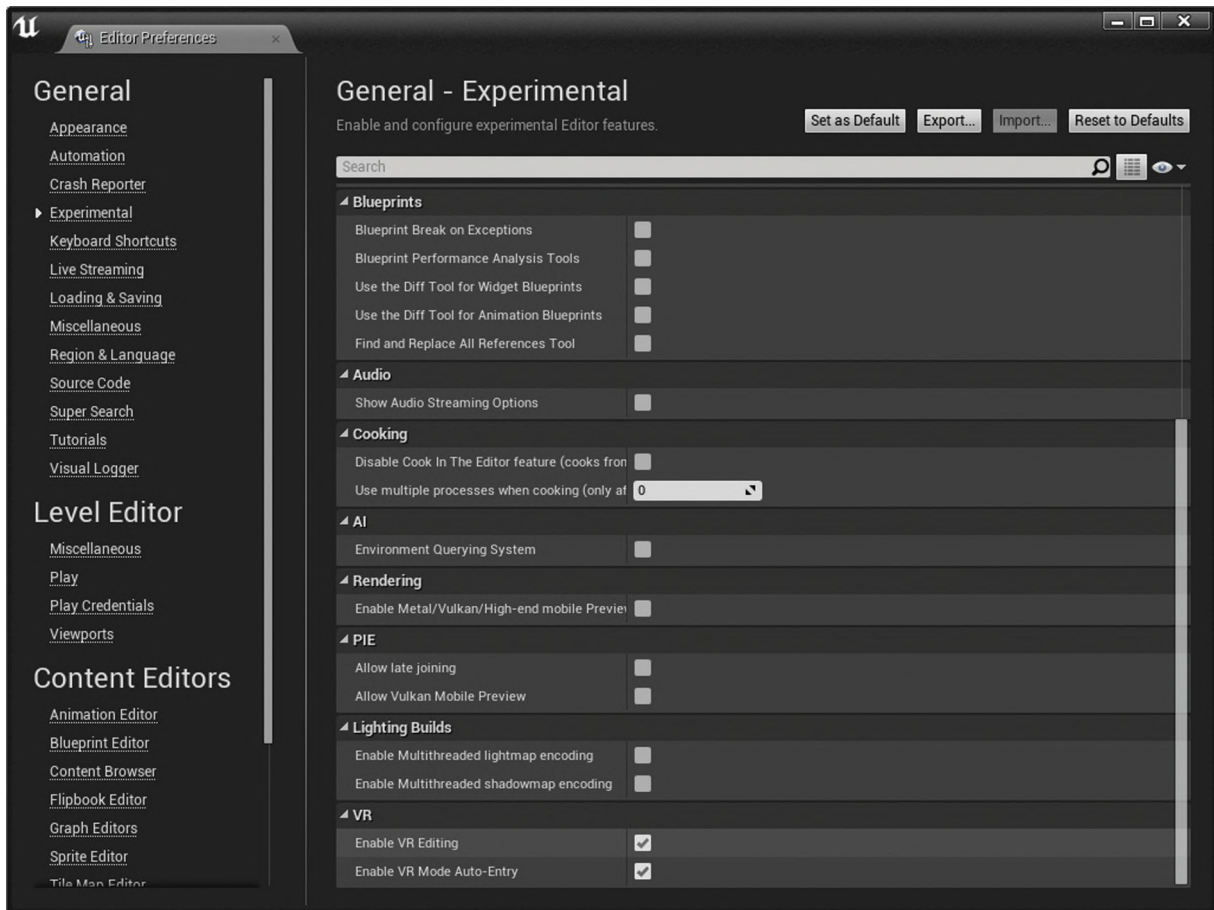 Editor Preferences
General
Appearance
Automation
Crash Reporter
Experimental
Keyboard Shortcuts
Live Streaming
Loading & Saving
Miscellaneous
Region & Language
Source Code
Super Search
Tutorials
Visual Logger
Level Editor
Miscellaneous
Play
Play Credentials
Viewports
Content Editors
Animation Editor
Blueprint Editor
Content Browser
Flipbook Editor
Graph Editors
Sprite Editor
Tile Map Editor
General - Experimental
Enable and configure experimental Editor features.
Set as Default Export... Import... Reset to Defaults
Search
Blueprints
Blueprint Break on Exceptions
Blueprint Performance Analysis Tools
Use the Diff Tool for Widget Blueprints
Use the Diff Tool for Animation Blueprints
Find and Replace All References Tool
Audio
Show Audio Streaming Options
Cooking
Disable Cook In The Editor feature (cooks from
Use multiple processes when cooking (only af 0
AI
Environment Querying System
Rendering
Enable Metal/Vulkan/High-end mobile Preview
PIE
Allow late joining
Allow Vulkan Mobile Preview
Lighting Builds
Enable Multithreaded lightmap encoding
Enable Multithreaded shadowmap encoding
VR
Enable VR Editing
Enable VR Mode Auto-Entry